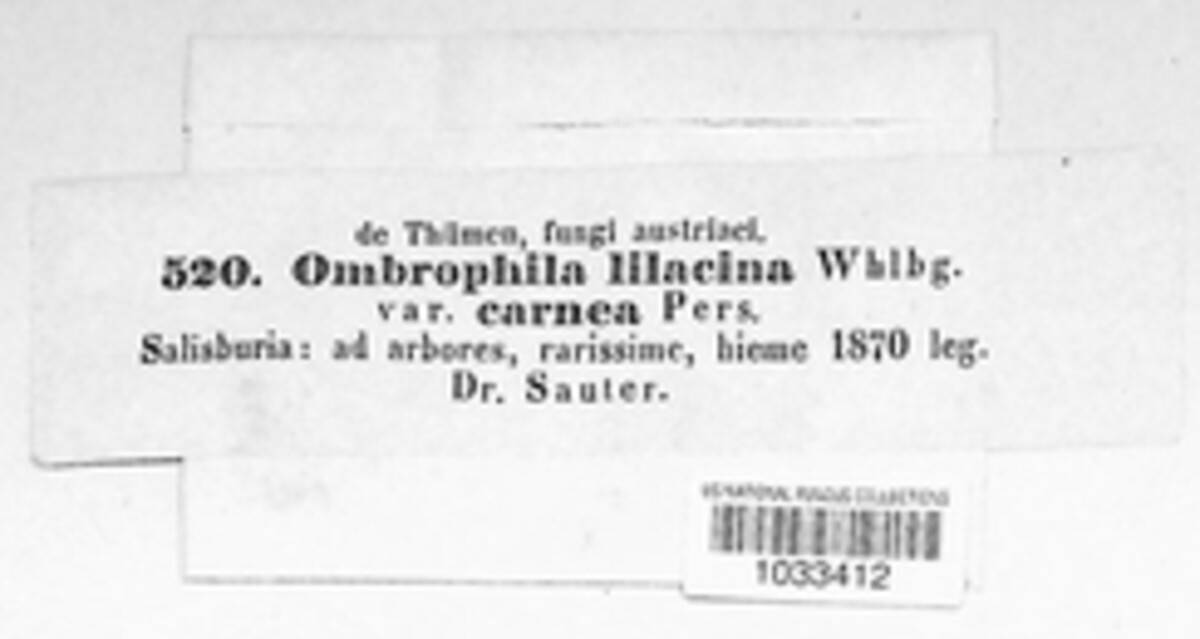 de Thümen, fungi austriaci.
520. Ombrophila lilacina Whlbg.
var. carnea Pers.
Salisburia: ad arbores, rarissime, hieme 1870 leg.
Dr. Sauter.
US NATIONAL FUNGUS COLLECTIONS
1033412